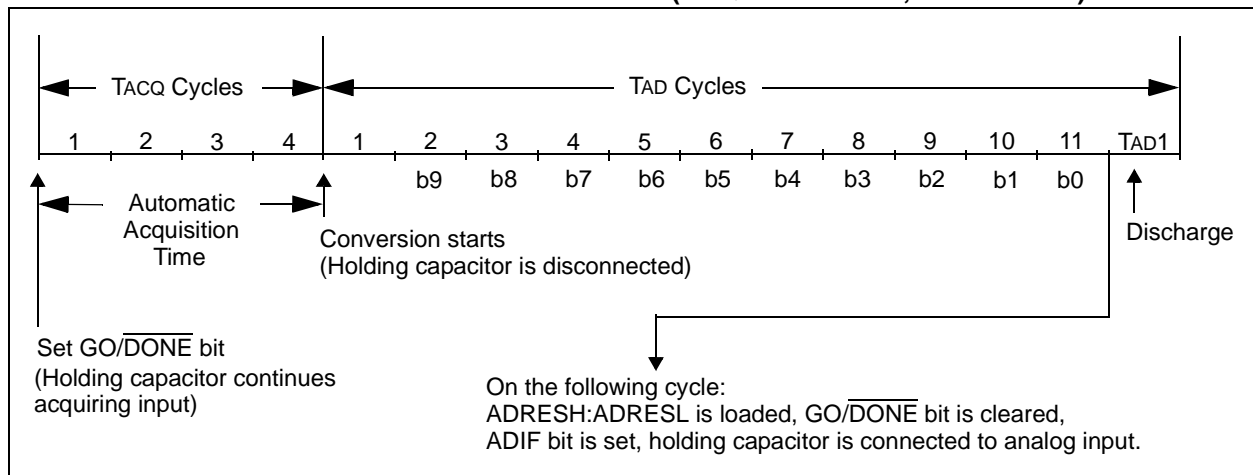 TACQ Cycles
TAD Cycles
1 2 3 4 1 2 3 4 5 6 7 8 9 10 11 TAD1
b9 b8 b7 b6 b5 b4 b3 b2 b1 b0
Automatic
Acquisition
Time
Conversion starts
(Holding capacitor is disconnected)
Discharge
Set GO/DONE bit
(Holding capacitor continues
acquiring input)
On the following cycle:
ADRESH:ADRESL is loaded, GO/DONE bit is cleared,
ADIF bit is set, holding capacitor is connected to analog input.